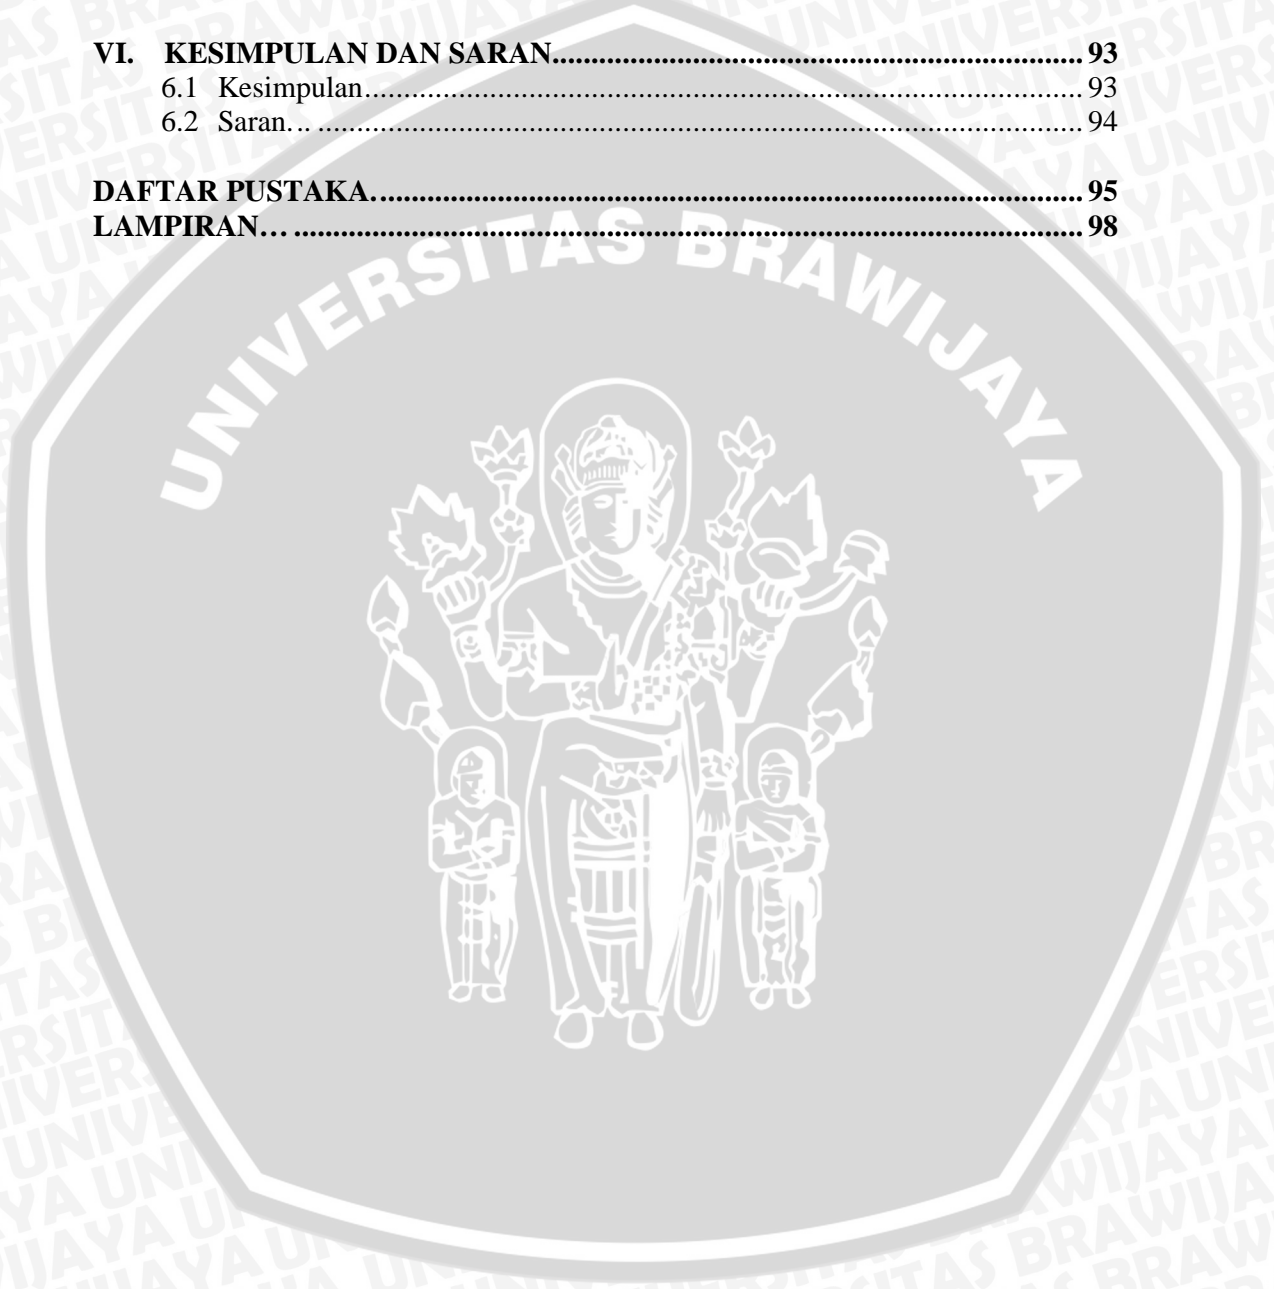 VI. KESIMPULAN DAN SARAN.................................................................... 93
6.1 Kesimpulan............................................................................................ 93
6.2 Saran. .. .................................................................................................. 94
DAFTAR PUSTAKA.......................................................................................... 95
LAMPIRAN… ..................................................................................................... 98
UNIVERSITAS BRAWIJAYA